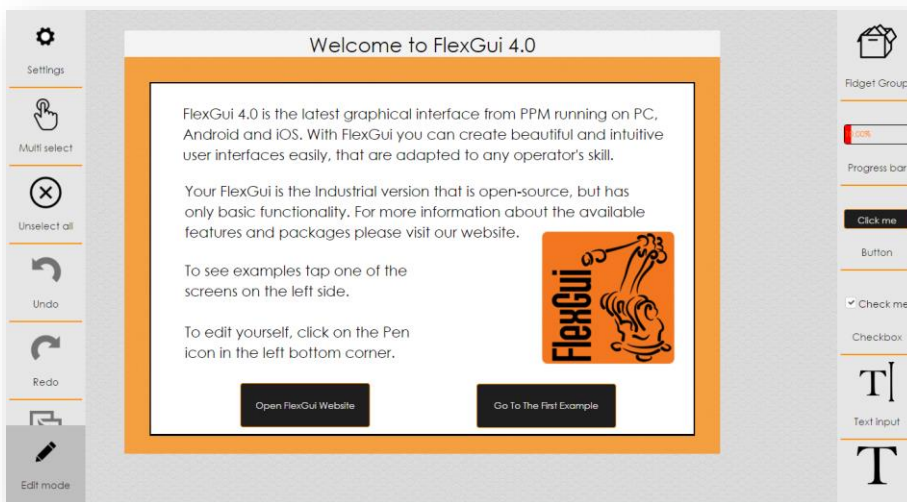 Settings
Multi select
Unselect all
Undo
Redo
Edit mode
Welcome to FlexGui 4.0
FlexGui 4.0 is the latest graphical interface from PPM running on PC,
Android and iOS. With FlexGui you can create beautiful and intuitive
user interfaces easily, that are adapted to any operator's skill.
Your FlexGui is the Industrial version that is open-source, but has
only basic functionality. For more information about the available
features and packages please visit our website.
To see examples tap one of the
screens on the left side.
To edit yourself, click on the Pen
icon in the left bottom corner.
FlexGui
Open FlexGui Website
Go To The First Example
Fidget Group
Progress bar
Click me
Button
Check me
Checkbox
T
Text input
T